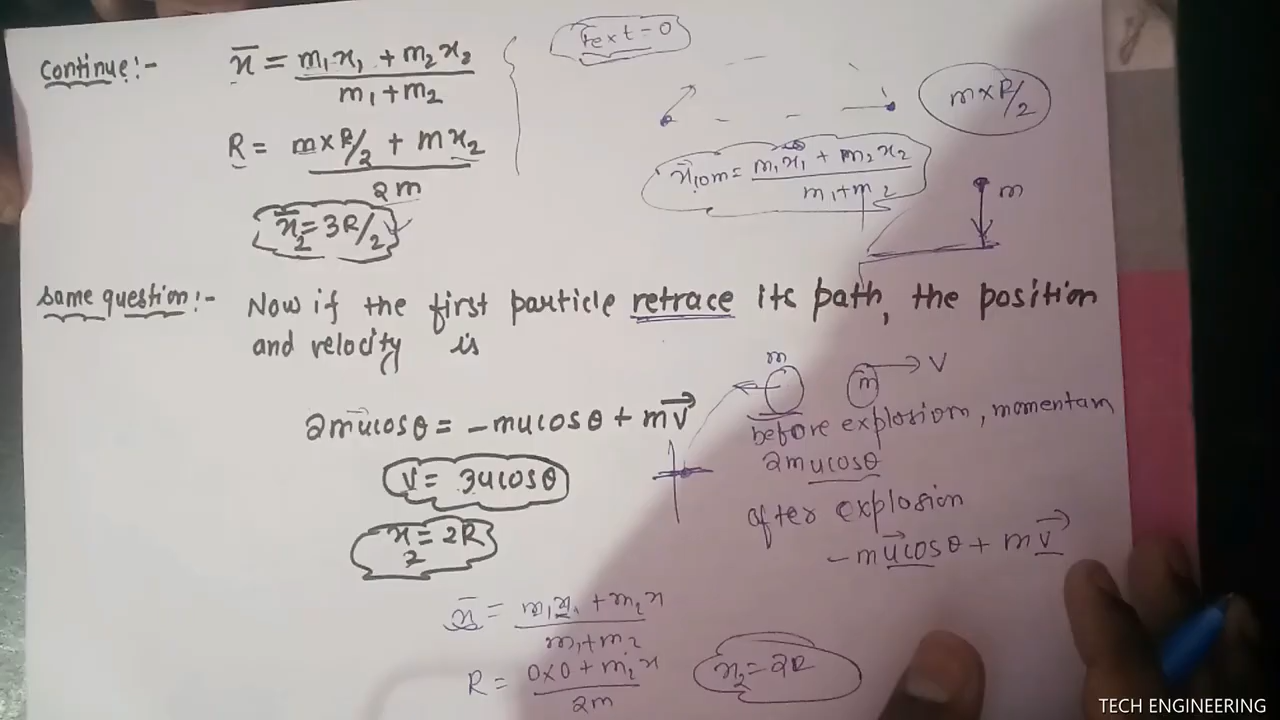 Continue:- x̄ = m₁x₁ + m₂x₂ / m₁ + m₂
R = m×R/2 + mx₂ / 2m
x̄₂ = 3R/2
Fext = 0
m×R/2
x̄com = m₁x₁ + m₂x₂ / m₁+m₂
m
Same question:- Now if the first particle retrace its path, the position
and velocity is
m
m → V
2mucosθ = -mucosθ + mv⃗
V = 3ucosθ
x₂ = 2R
before explosion, momentam
2mucosθ
after explosion
-mucosθ + mv⃗
x̄ = m₁x₁ + m₂x / m₁+m₂
R = 0×0 + m₂x / 2m
x₂ = 2R
TECH ENGINEERING